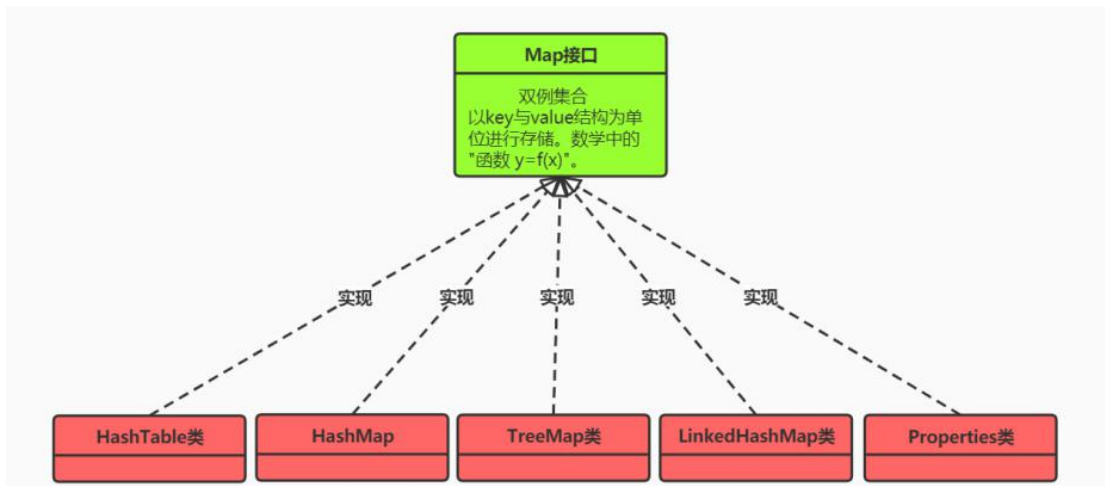 Map接口
双例集合
以key与value结构为单
位进行存储。数学中的
"函数 y=f(x)"。
实现 实现 实现 实现 实现
HashTable类 HashMap TreeMap类 LinkedHashMap类 Properties类